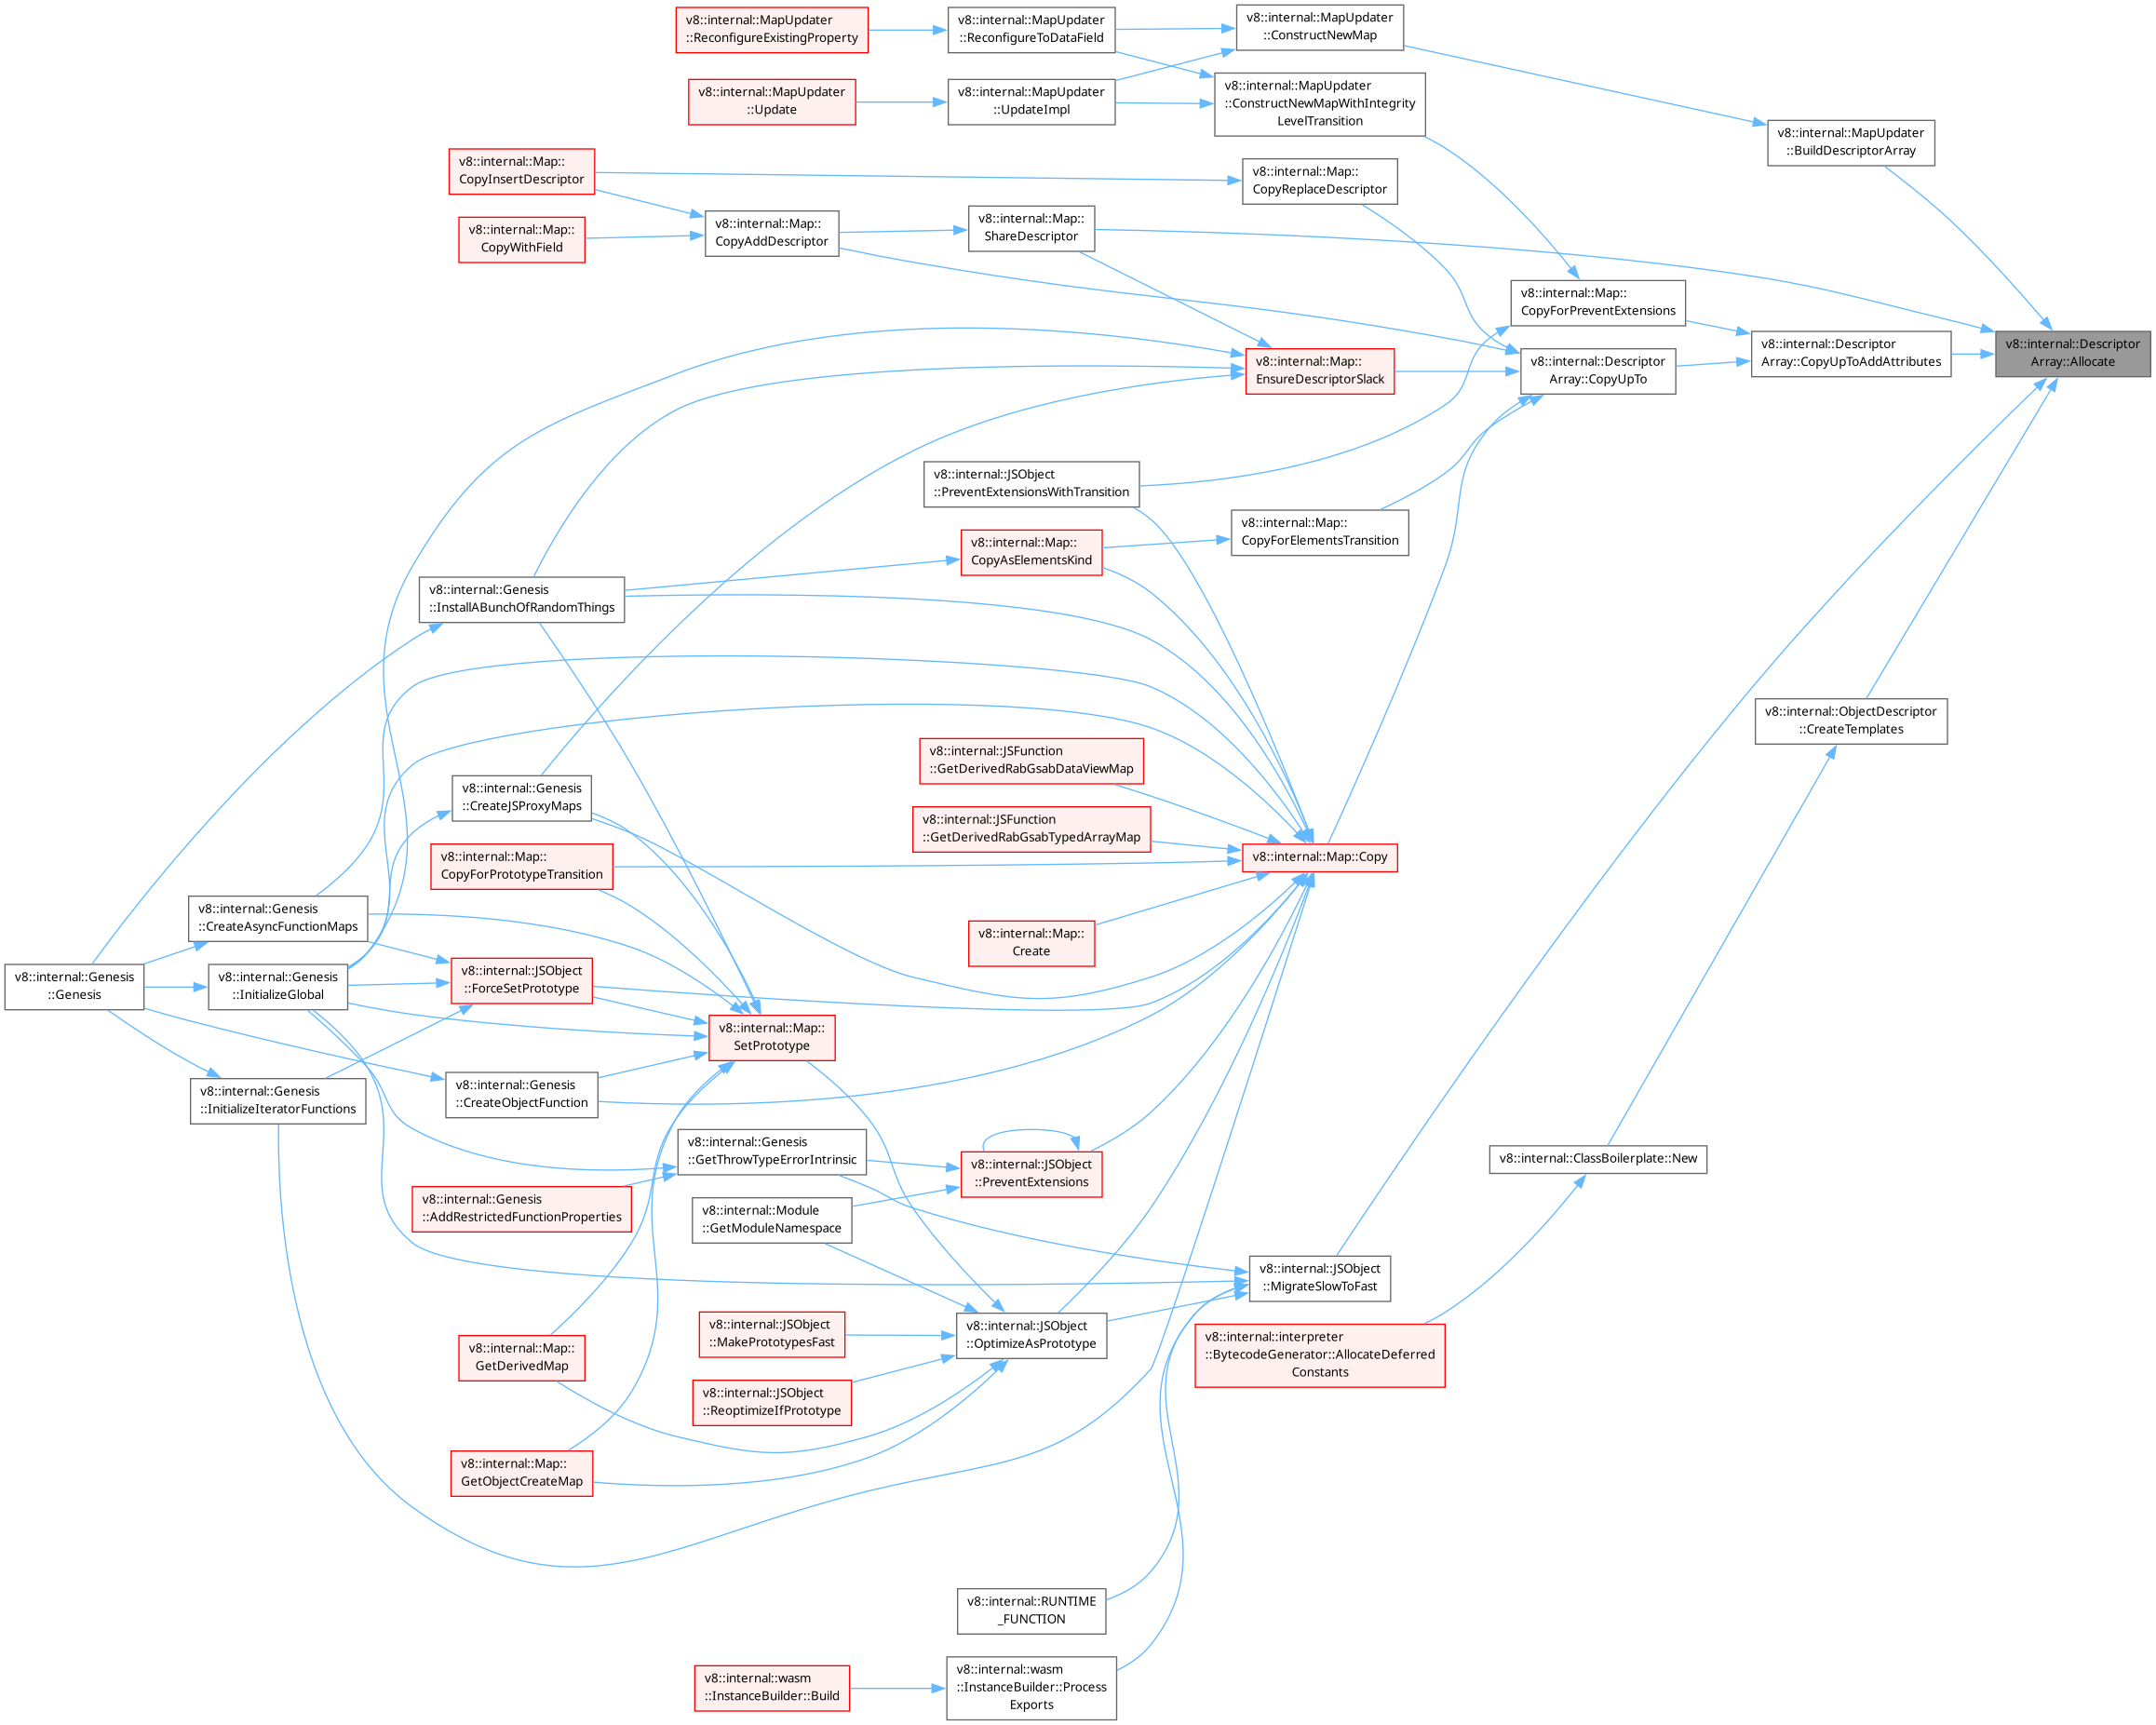 v8::internal::MapUpdater
::ReconfigureExistingProperty
v8::internal::MapUpdater
::ReconfigureToDataField
v8::internal::MapUpdater
::ConstructNewMap
v8::internal::MapUpdater
::Update
v8::internal::MapUpdater
::UpdateImpl
v8::internal::MapUpdater
::ConstructNewMapWithIntegrity
LevelTransition
v8::internal::MapUpdater
::BuildDescriptorArray
v8::internal::Map::
CopyInsertDescriptor
v8::internal::Map::
CopyReplaceDescriptor
v8::internal::Map::
CopyWithField
v8::internal::Map::
CopyAddDescriptor
v8::internal::Map::
ShareDescriptor
v8::internal::Map::
CopyForPreventExtensions
v8::internal::Map::
EnsureDescriptorSlack
v8::internal::Descriptor
Array::CopyUpTo
v8::internal::Descriptor
Array::CopyUpToAddAttributes
v8::internal::Descriptor
Array::Allocate
v8::internal::JSObject
::PreventExtensionsWithTransition
v8::internal::Map::
CopyAsElementsKind
v8::internal::Map::
CopyForElementsTransition
v8::internal::Genesis
::InstallABunchOfRandomThings
v8::internal::ObjectDescriptor
::CreateTemplates
v8::internal::JSFunction
::GetDerivedRabGsabDataViewMap
v8::internal::Genesis
::CreateJSProxyMaps
v8::internal::JSFunction
::GetDerivedRabGsabTypedArrayMap
v8::internal::Map::
CopyForPrototypeTransition
v8::internal::Map::Copy
v8::internal::Genesis
::CreateAsyncFunctionMaps
v8::internal::Map::
Create
v8::internal::Genesis
::Genesis
v8::internal::Genesis
::InitializeGlobal
v8::internal::JSObject
::ForceSetPrototype
v8::internal::Map::
SetPrototype
v8::internal::Genesis
::InitializeIteratorFunctions
v8::internal::Genesis
::CreateObjectFunction
v8::internal::Genesis
::GetThrowTypeErrorIntrinsic
v8::internal::JSObject
::PreventExtensions
v8::internal::ClassBoilerplate::New
v8::internal::Genesis
::AddRestrictedFunctionProperties
v8::internal::Module
::GetModuleNamespace
v8::internal::JSObject
::MigrateSlowToFast
v8::internal::Map::
GetDerivedMap
v8::internal::JSObject
::MakePrototypesFast
v8::internal::JSObject
::OptimizeAsPrototype
v8::internal::interpreter
::BytecodeGenerator::AllocateDeferred
Constants
v8::internal::JSObject
::ReoptimizeIfPrototype
v8::internal::Map::
GetObjectCreateMap
v8::internal::RUNTIME
_FUNCTION
v8::internal::wasm
::InstanceBuilder::Build
v8::internal::wasm
::InstanceBuilder::Process
Exports